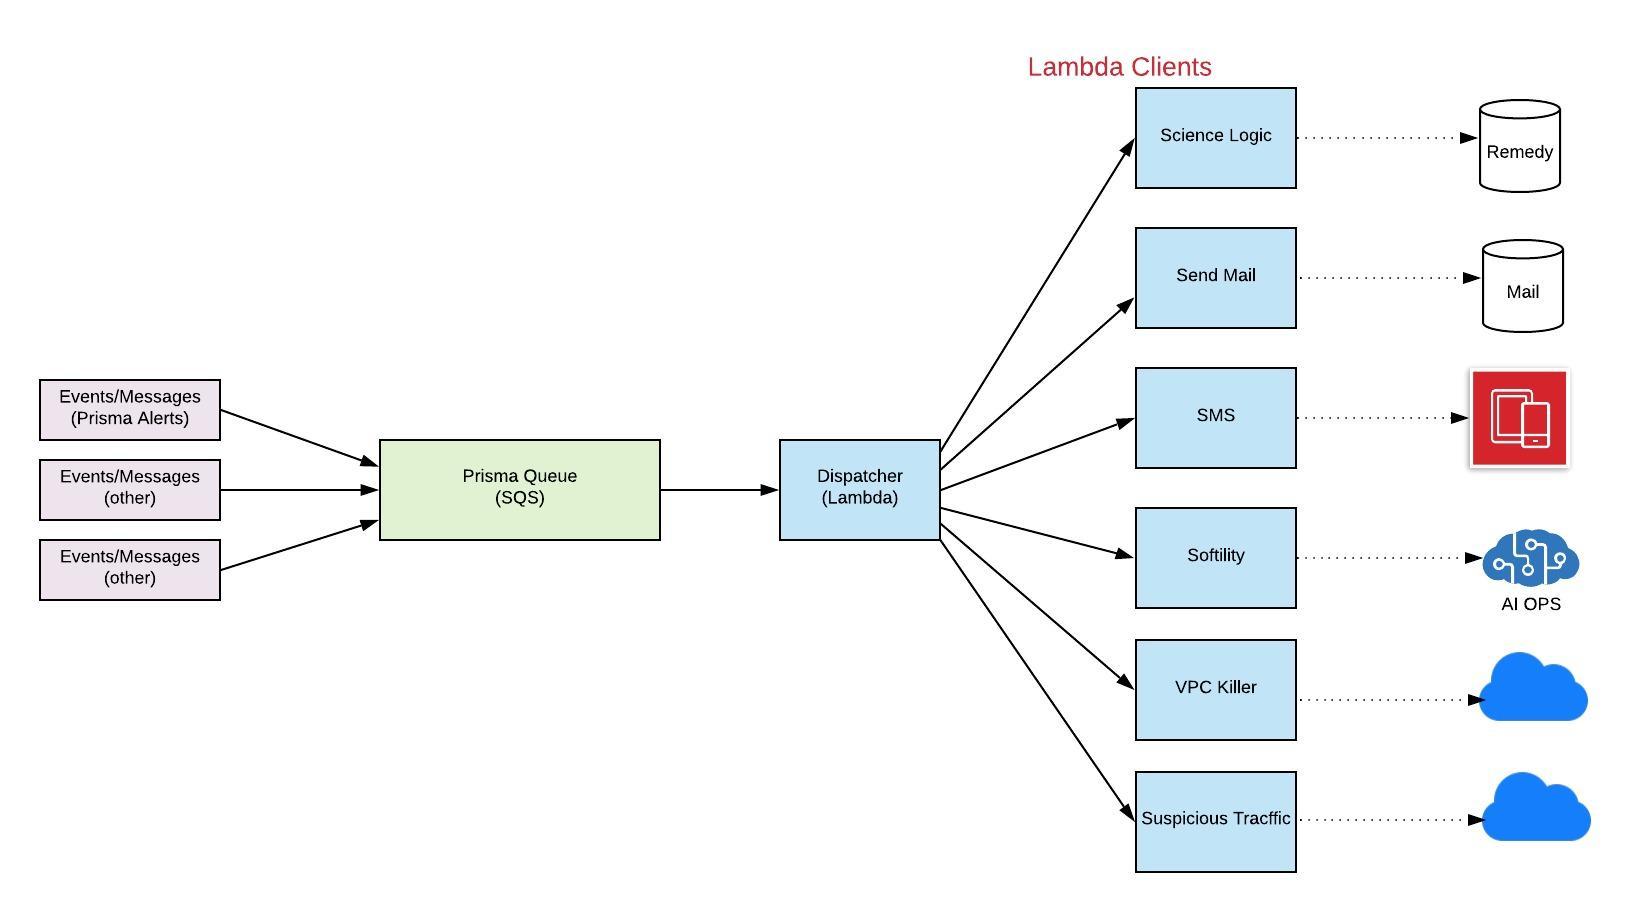 Lambda Clients
Science Logic
Remedy
Send Mail
Mail
Events/Messages
(Prisma Alerts)
SMS
Events/Messages
(other)
Prisma Queue
(SQS)
Dispatcher
(Lambda)
Events/Messages
(other)
Softility
AI OPS
VPC Killer
Suspicious Tracffic